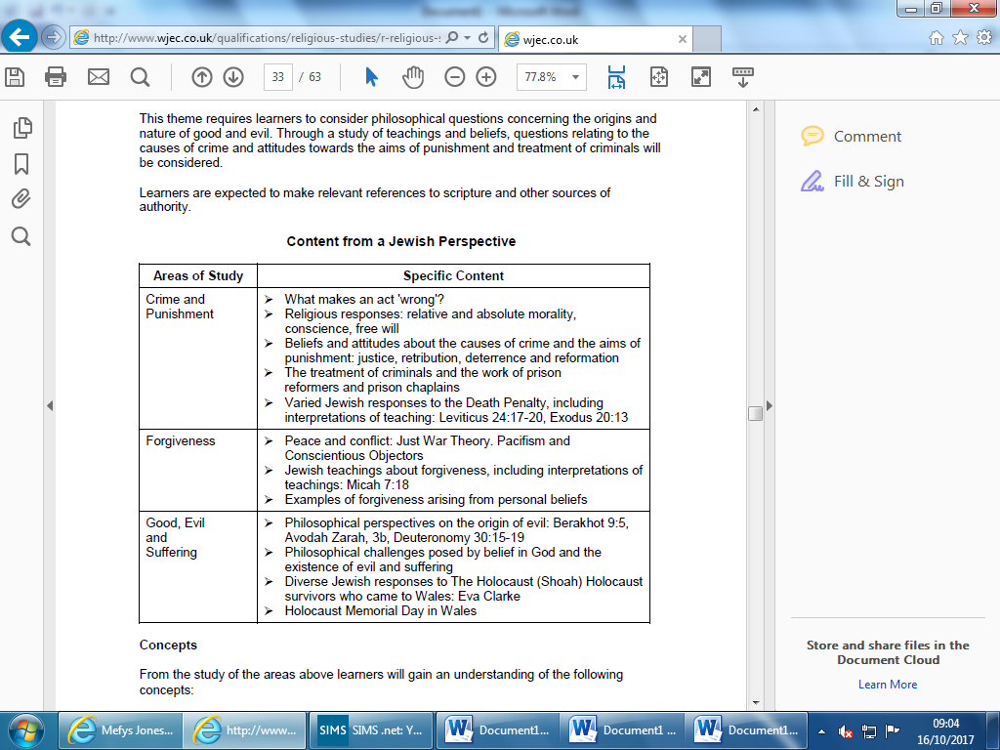 Document1 - Microsoft Word
http://www.wjec.co.uk/qualifications/religious-studies/r-religious-
wjec.co.uk
33 / 63
77.8%
This theme requires learners to consider philosophical questions concerning the origins and
nature of good and evil. Through a study of teachings and beliefs, questions relating to the
causes of crime and attitudes towards the aims of punishment and treatment of criminals will
be considered.
Learners are expected to make relevant references to scripture and other sources of
authority.
Content from a Jewish Perspective
Areas of Study
Specific Content
Crime and
Punishment
➢ What makes an act 'wrong'?
➢ Religious responses: relative and absolute morality,
conscience, free will
➢ Beliefs and attitudes about the causes of crime and the aims of
punishment: justice, retribution, deterrence and reformation
➢ The treatment of criminals and the work of prison
reformers and prison chaplains
➢ Varied Jewish responses to the Death Penalty, including
interpretations of teaching: Leviticus 24:17-20, Exodus 20:13
Forgiveness
➢ Peace and conflict: Just War Theory. Pacifism and
Conscientious Objectors
➢ Jewish teachings about forgiveness, including interpretations of
teachings: Micah 7:18
➢ Examples of forgiveness arising from personal beliefs
Good, Evil
and
Suffering
➢ Philosophical perspectives on the origin of evil: Berakhot 9:5,
Avodah Zarah, 3b, Deuteronomy 30:15-19
➢ Philosophical challenges posed by belief in God and the
existence of evil and suffering
➢ Diverse Jewish responses to The Holocaust (Shoah) Holocaust
survivors who came to Wales: Eva Clarke
➢ Holocaust Memorial Day in Wales
Concepts
From the study of the areas above learners will gain an understanding of the following
concepts:
Comment
Fill & Sign
Store and share files in the
Document Cloud
Learn More
Mefys Jones...
http://www...
SIMS SIMS .net: Y...
Document1...
Document1 ...
Document1...
09:04
16/10/2017